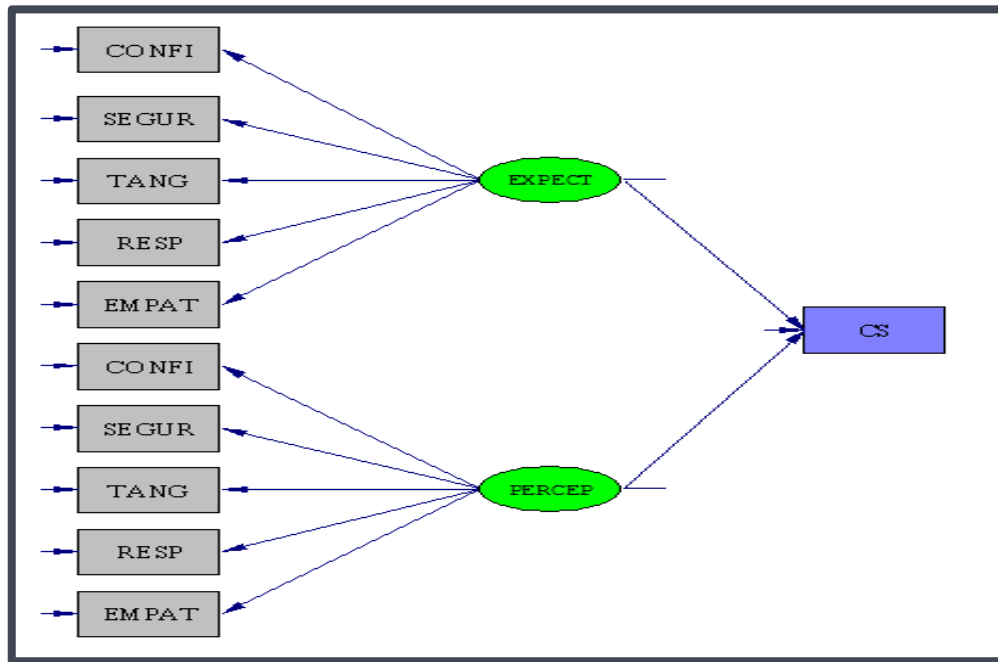 CONFI
SEGUR
TANG
RESP
EMPAT
EXPECT
CONFI
SEGUR
TANG
RESP
EMPAT
PERCEP
CS